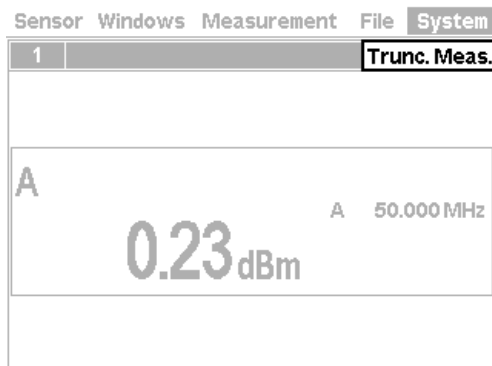 Sensor Windows Measurement File System
1 Trunc. Meas.
A
A 50.000 MHz
0.23 dBm